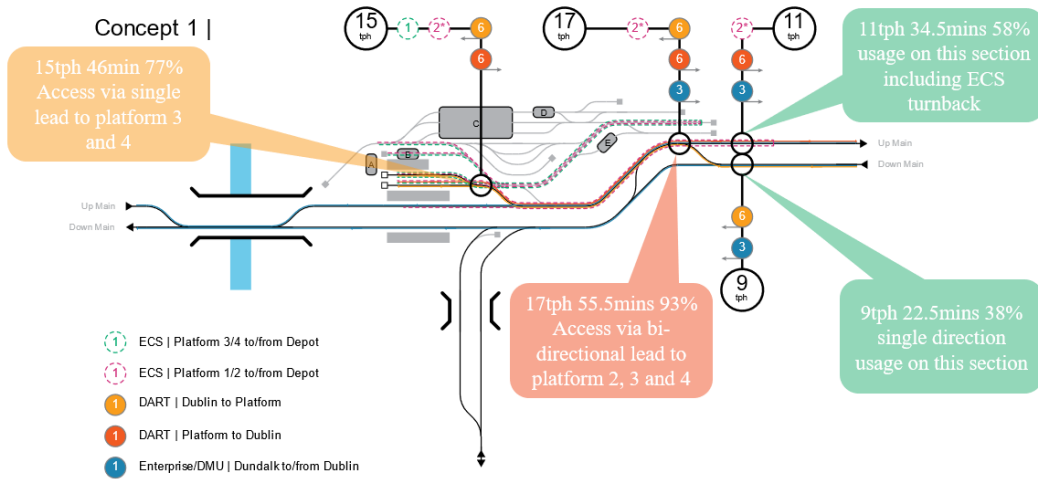 Concept 1 |
15
tph
1
2*
6
6
17
tph
2*
6
6
3
2*
11
tph
6
3
15tph 46min 77%
Access via single
lead to platform 3
and 4
11tph 34.5mins 58%
usage on this section
including ECS
turnback
C
D
E
B
A
Up Main
Down Main
Up Main
Down Main
6
3
9
tph
17tph 55.5mins 93%
Access via bi-
directional lead to
platform 2, 3 and 4
9tph 22.5mins 38%
single direction
usage on this section
1 ECS | Platform 3/4 to/from Depot
1 ECS | Platform 1/2 to/from Depot
1 DART | Dublin to Platform
1 DART | Platform to Dublin
1 Enterprise/DMU | Dundalk to/from Dublin